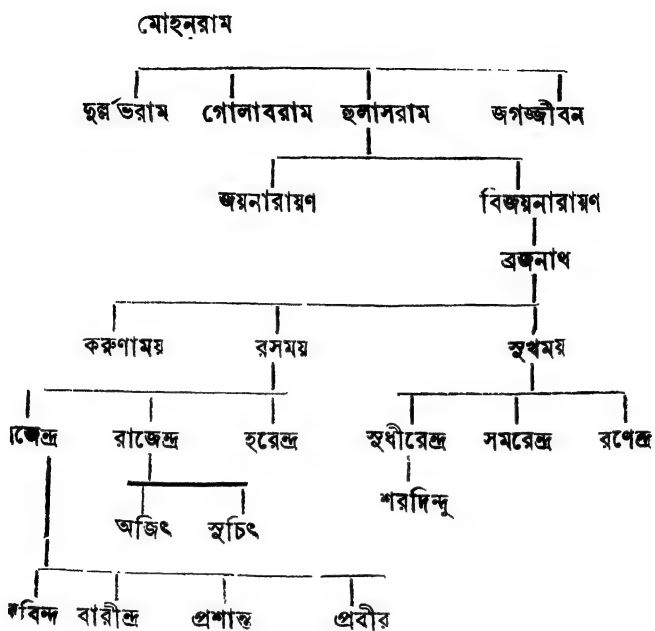 মোহনরাম
দুর্ল্লভরাম গোলাবরাম হুলাসরাম জগজ্জীবন
জয়নারায়ণ বিজয়নারায়ণ
ব্রজনাথ
করুণাময় রসময় সুখময়
রাজেন্দ্র হরেন্দ্র সুধীরেন্দ্র সমরেন্দ্র রণেন্দ্র
শরদিন্দু
অজিৎ সুচিৎ
বারীন্দ্র প্রশান্ত প্রবীর